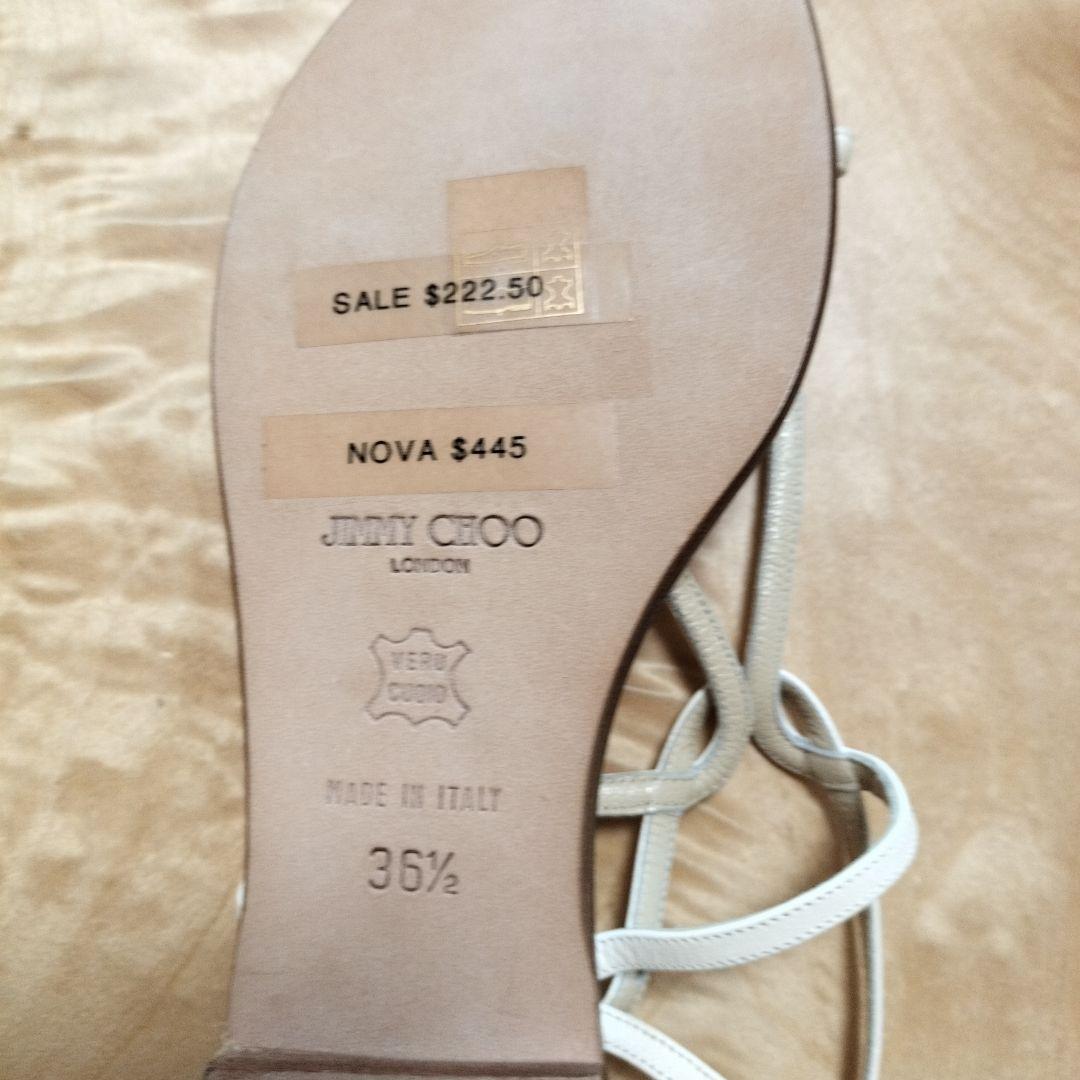 SALE $222.50
NOVA $445
JIMMY CHOO
LONDON
VERO
CUOIO
MADE IN ITALY
36½